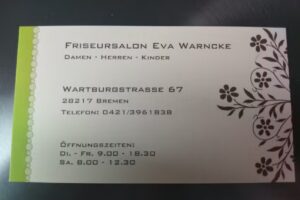 Friseursalon Eva Warncke
Damen - Herren - Kinder
Wartburgstrasse 67
28217 Bremen
Telefon: 0421/3961838
Öffnungszeiten:
Di. - Fr. 9.00 - 18.30
Sa. 8.00 - 12.30